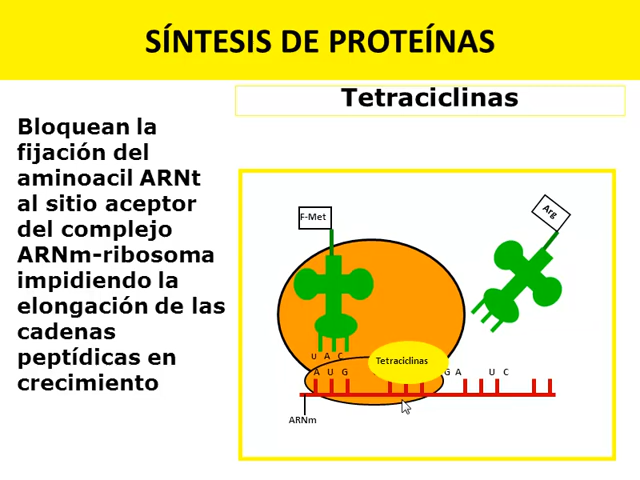 SÍNTESIS DE PROTEÍNAS
Tetraciclinas
Bloquean la
fijación del
aminoacil ARNt
al sitio aceptor
del complejo
ARNm-ribosoma
impidiendo la
elongación de las
cadenas
peptídicas en
crecimiento
F-Met
Arg
U A C
Tetraciclinas
A U G
G A U C
ARNm